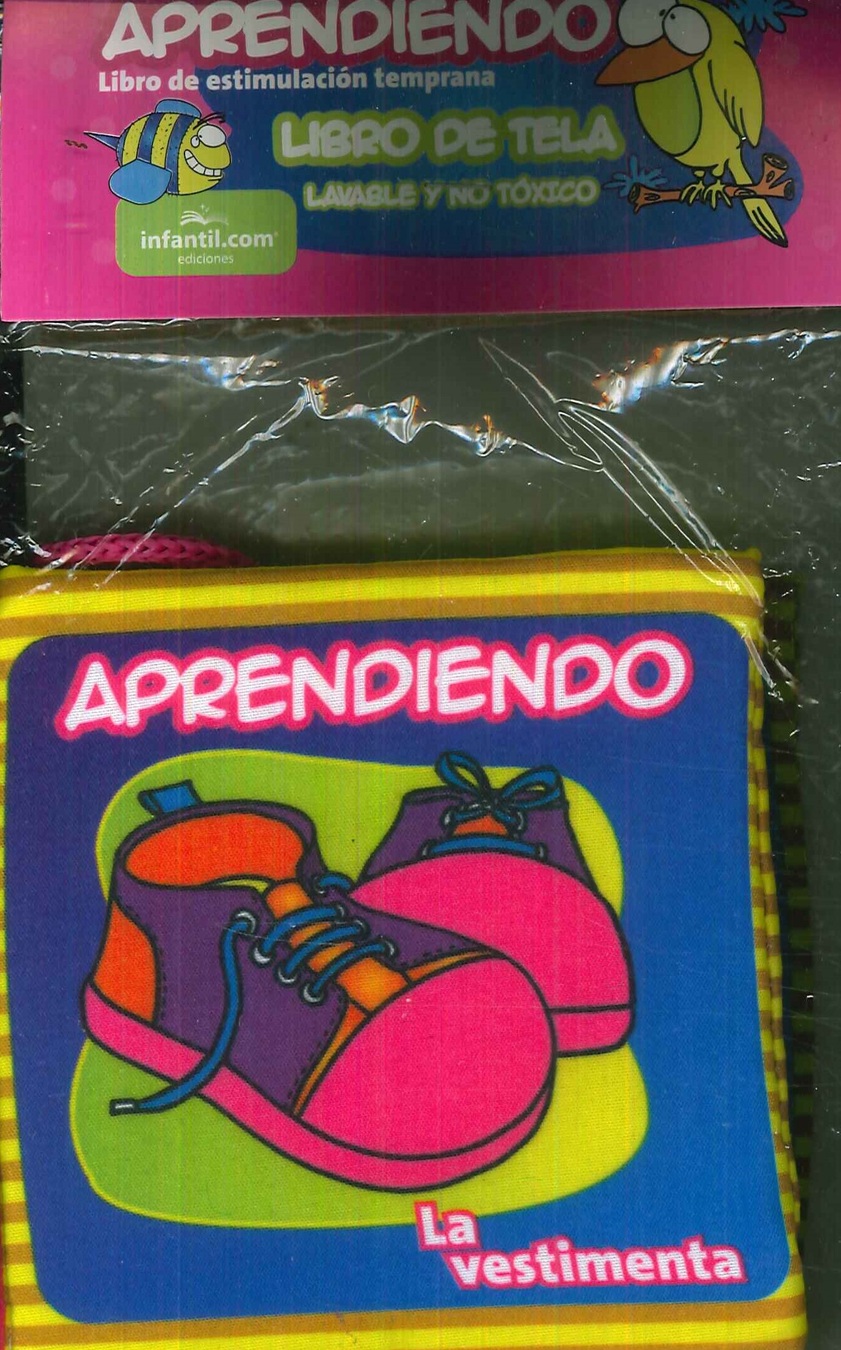 APRENDIENDO
Libro de estimulación temprana
LIBRO DE TELA
LAVABLE Y NO TÓXICO
infantil.com
ediciones
APRENDIENDO
La
vestimenta